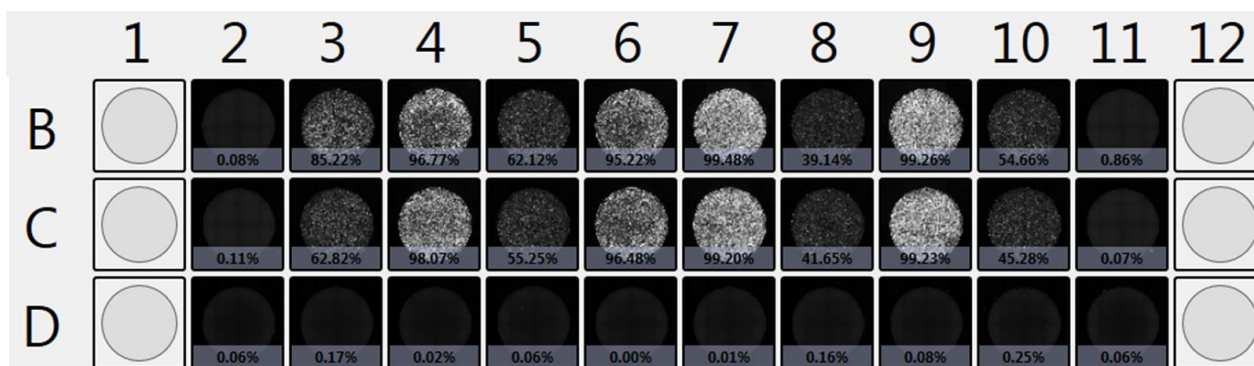 1 2 3 4 5 6 7 8 9 10 11 12
B
0.08% 85.22% 96.77% 62.12% 95.22% 99.48% 39.14% 99.26% 54.66% 0.86%
C
0.11% 62.82% 98.07% 55.25% 96.48% 99.20% 41.65% 99.23% 45.28% 0.07%
D
0.06% 0.17% 0.02% 0.06% 0.00% 0.01% 0.16% 0.08% 0.25% 0.06%